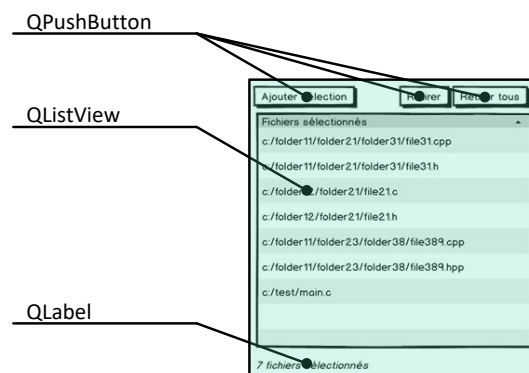 QPushButton
Ajouter sélection Retirer Retirer tous
QListView
Fichiers sélectionnés
c:/folder11/folder21/folder31/file31.cpp
c:/folder11/folder21/folder31/file31.h
c:/folder12/folder21/file21.c
c:/folder12/folder21/file21.h
c:/folder11/folder23/folder38/file389.cpp
c:/folder11/folder23/folder38/file389.hpp
c:/test/main.c
QLabel
7 fichiers sélectionnés